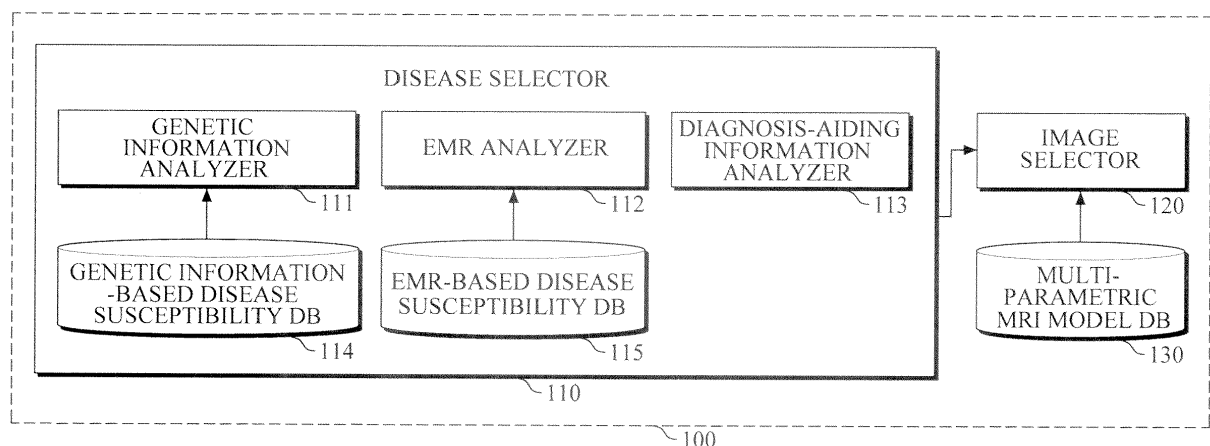 DISEASE SELECTOR
GENETIC
INFORMATION
ANALYZER
111
EMR ANALYZER
112
DIAGNOSIS-AIDING
INFORMATION
ANALYZER
113
IMAGE
SELECTOR
120
GENETIC INFORMATION
-BASED DISEASE
SUSCEPTIBILITY DB
114
EMR-BASED DISEASE
SUSCEPTIBILITY DB
115
MULTI-
PARAMETRIC
MRI MODEL DB
130
110
100